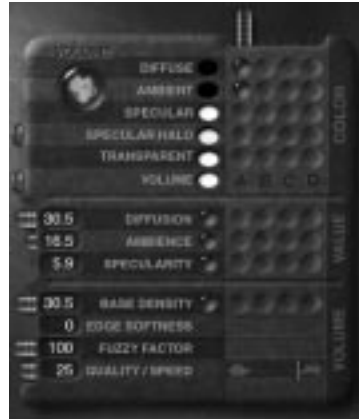 VOLUME
DIFFUSE
AMBIENT
SPECULAR
SPECULAR HALO
TRANSPARENT
VOLUME
A B C D
COLOR
30.5 DIFFUSION
16.5 AMBIENCE
5.9 SPECULARITY
VALUE
30.5 BASE DENSITY
0 EDGE SOFTNESS
100 FUZZY FACTOR
25 QUALITY / SPEED
VOLUME